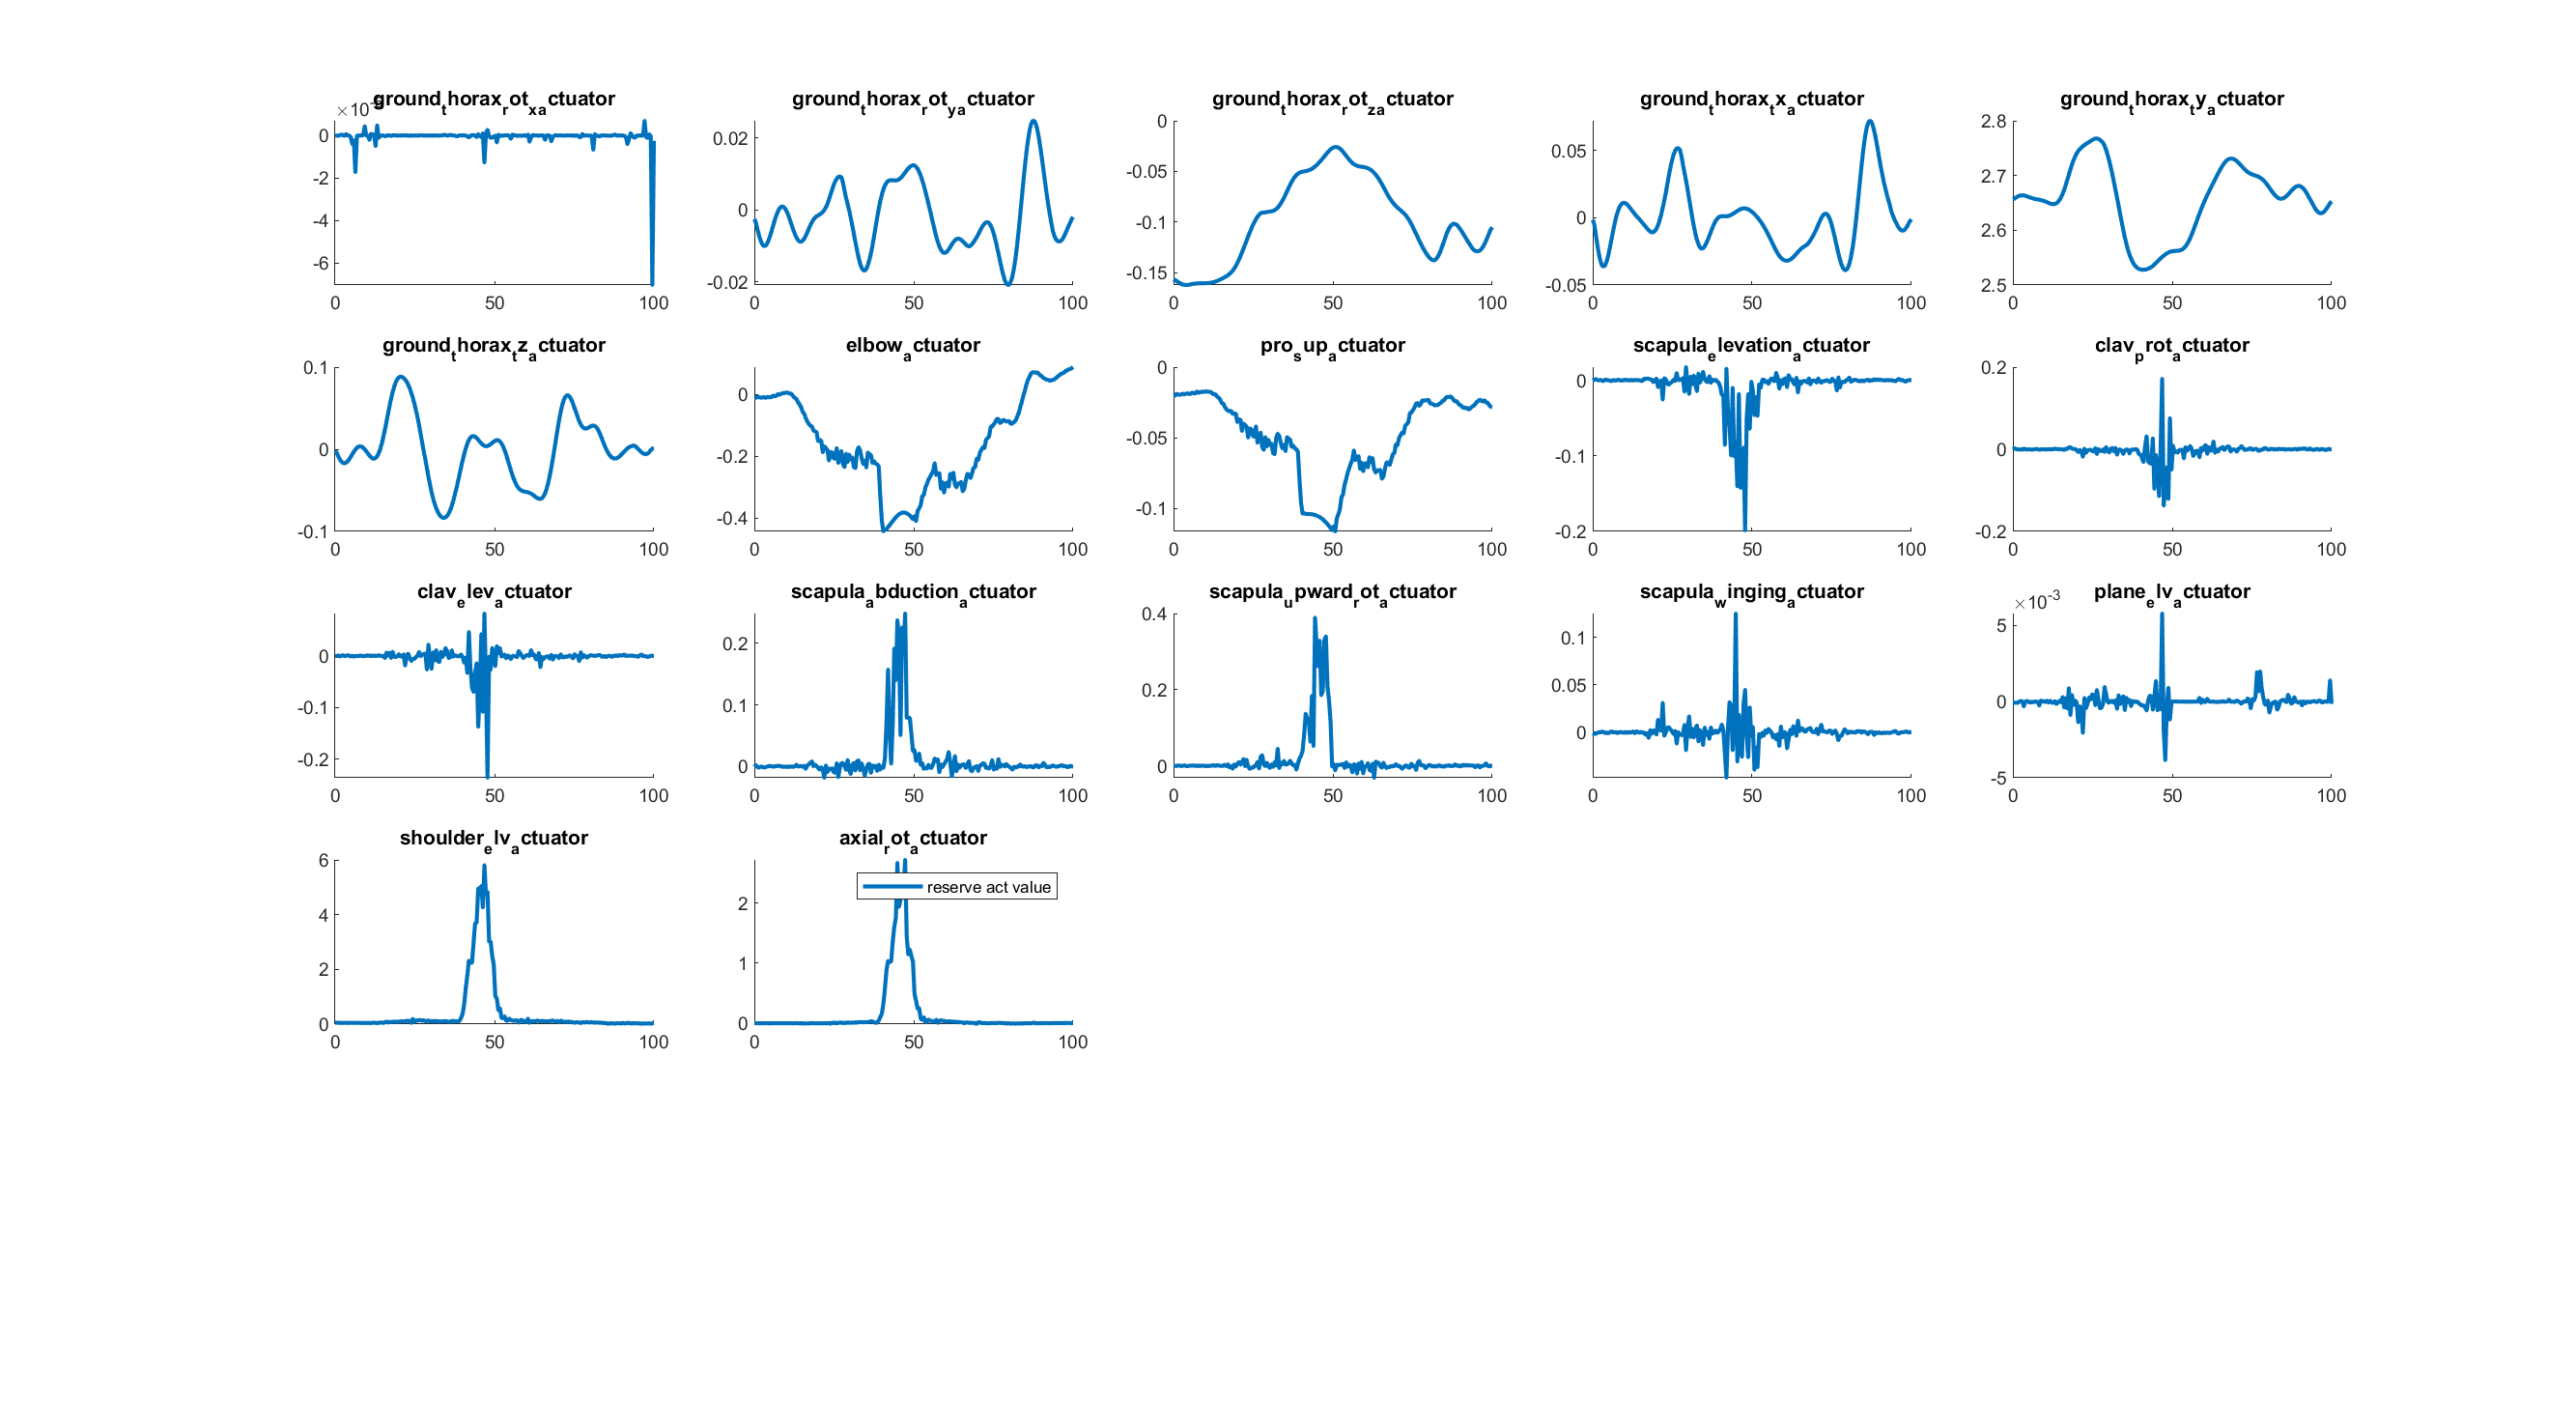 ground_thorax_rot_xactuator ground_thorax_rot_yactuator ground_thorax_rot_zactuator ground_thorax_tx_actuator ground_thorax_ty_actuator
×10
0 -2 -4 -6
0 50 100
0.02 0 -0.02
0 50 100
0 -0.05 -0.1 -0.15
0 50 100
0.05 0 -0.05
0 50 100
2.8 2.7 2.6 2.5
0 50 100
ground_thorax_tz_actuator elbow_actuator pro_sup_actuator scapula_elevation_actuator clav_prot_actuator
0.1 0 -0.1
0 50 100
0 -0.2 -0.4
0 50 100
0 -0.05 -0.1
0 50 100
0 -0.1 -0.2
0 50 100
0.2 0 -0.2
0 50 100
clav_elev_actuator scapula_abduction_actuator scapula_upward_rot_actuator scapula_winging_actuator plane_elv_actuator
0 -0.1 -0.2
0 50 100
0.2 0.1 0
0 50 100
0.4 0.2 0
0 50 100
0.1 0.05 0
0 50 100
×10-3
5 0 -5
0 50 100
shoulder_elv_actuator axial_rot_actuator
6 4 2 0
0 50 100
reserve act value
2 1 0
0 50 100